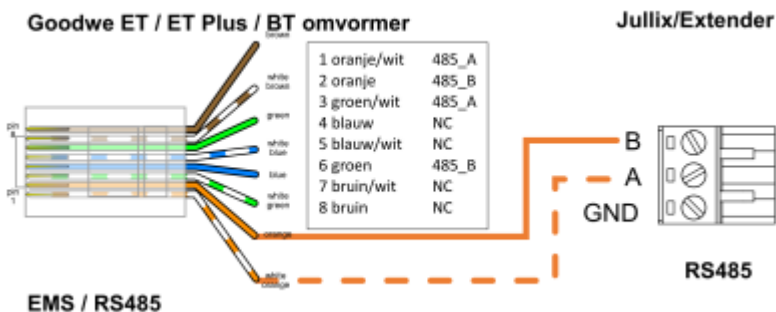 Goodwe ET / ET Plus / BT omvormer
Jullix/Extender
brown
white
brown
green
white
blue
blue
white
green
orange
white
orange
pin
8
pin
1
1 oranje/wit 485_A
2 oranje 485_B
3 groen/wit 485_A
4 blauw NC
5 blauw/wit NC
6 groen 485_B
7 bruin/wit NC
8 bruin NC
B
A
GND
RS485
EMS / RS485